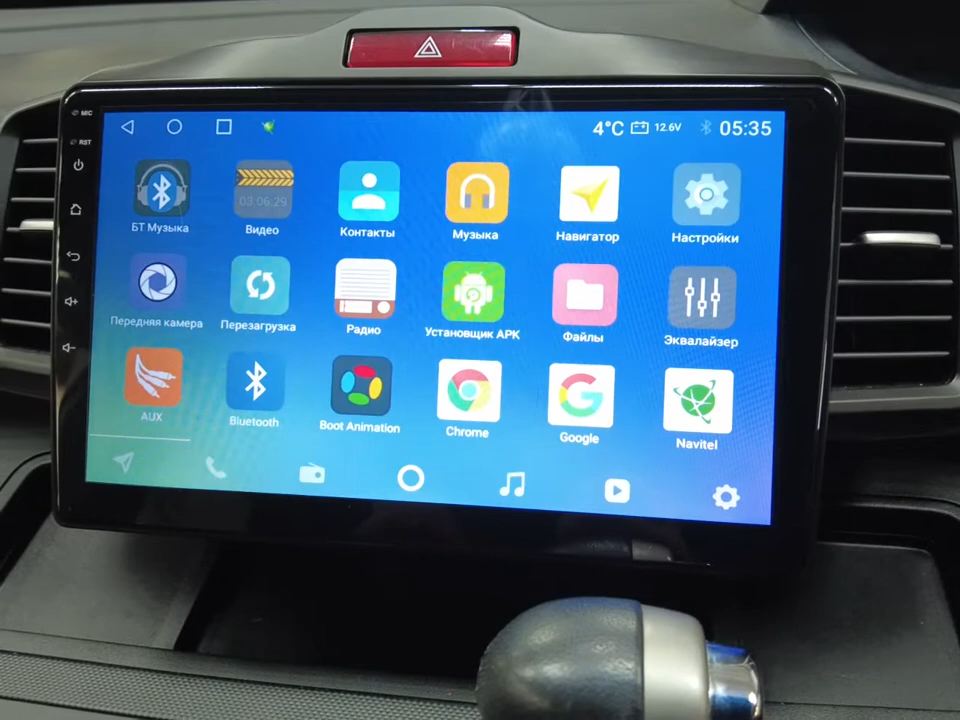 MIC
RST
4°C 12.6V 05:35
03:06:29
БТ Музыка Видео Контакты Музыка Навигатор Настройки
Передняя камера Перезагрузка Радио Установщик APK Файлы Эквалайзер
AUX Bluetooth Boot Animation Chrome Google Navitel